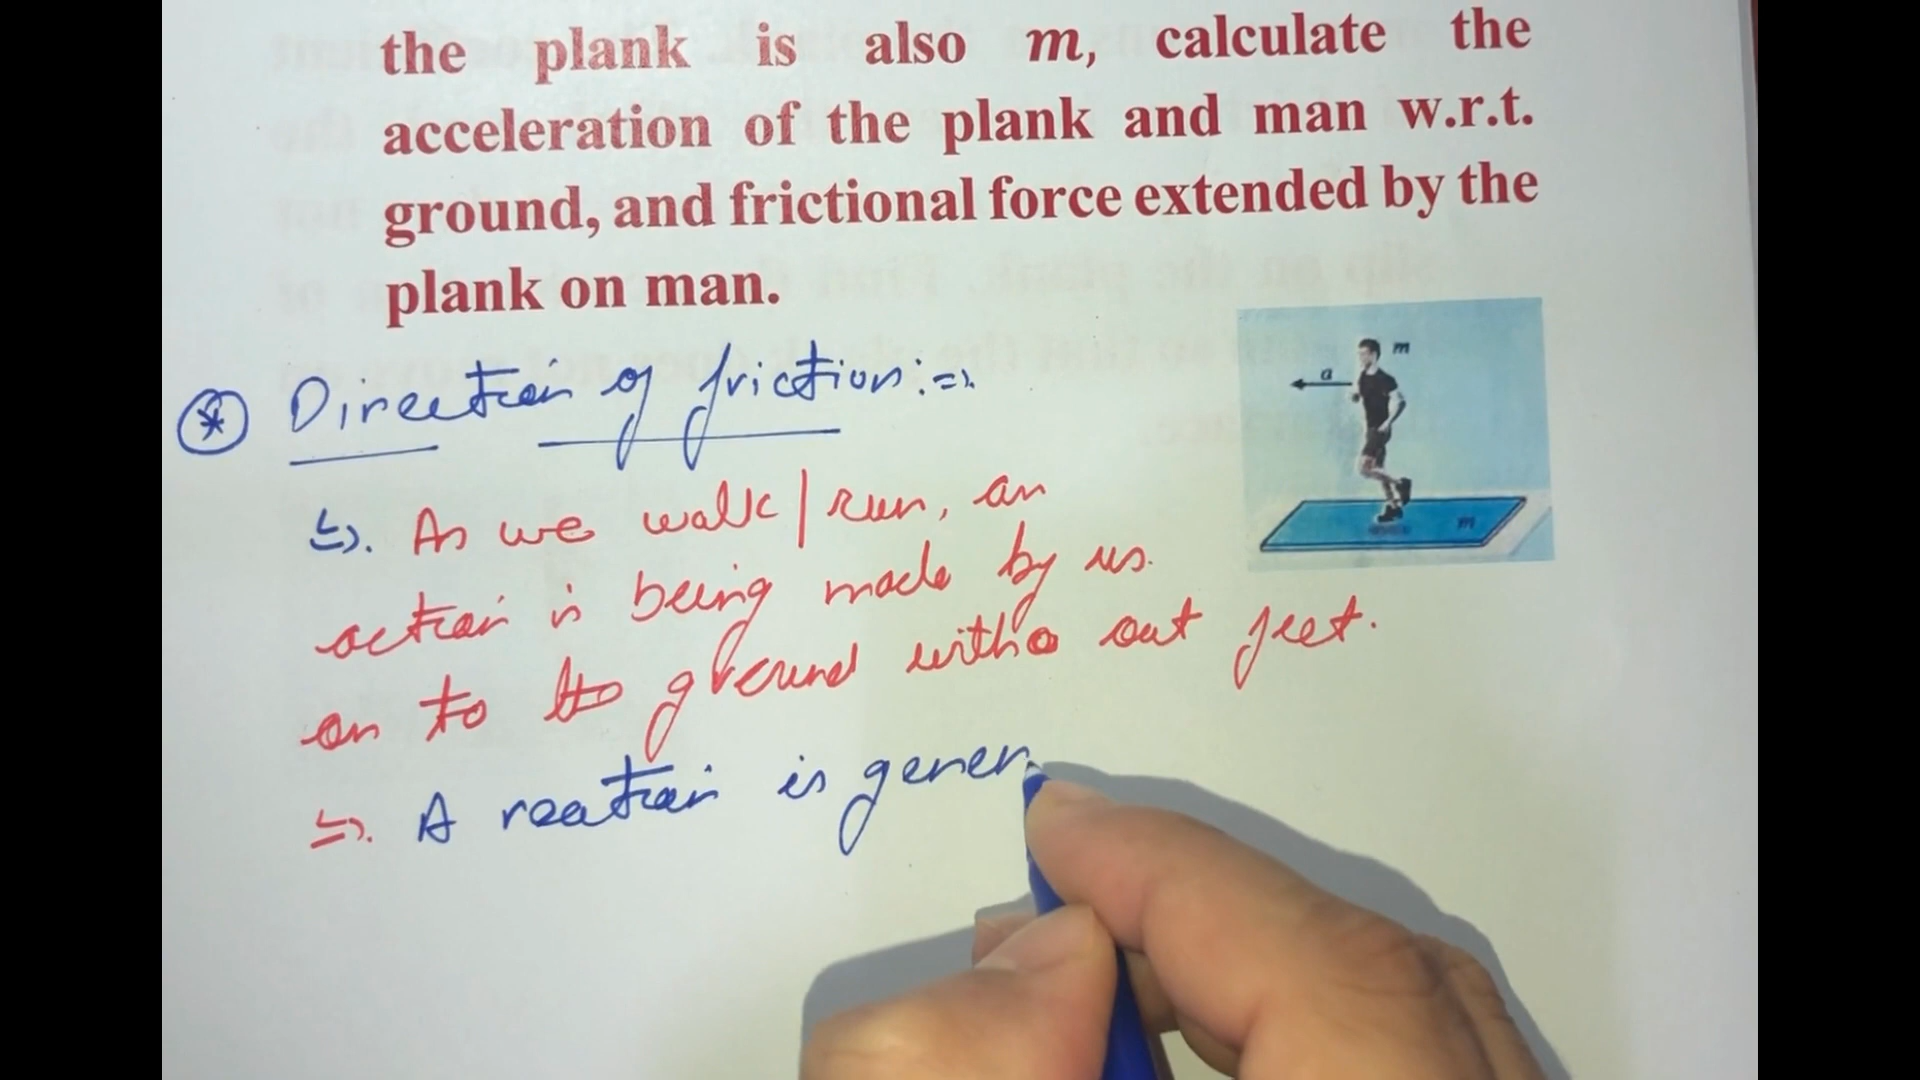 the plank is also m, calculate the
acceleration of the plank and man w.r.t.
ground, and frictional force extended by the
plank on man.
Direction of friction:⇒
m
a
m
As we walk/run, an
action is being made by us.
on to the ground with out feet.
A reation is gener